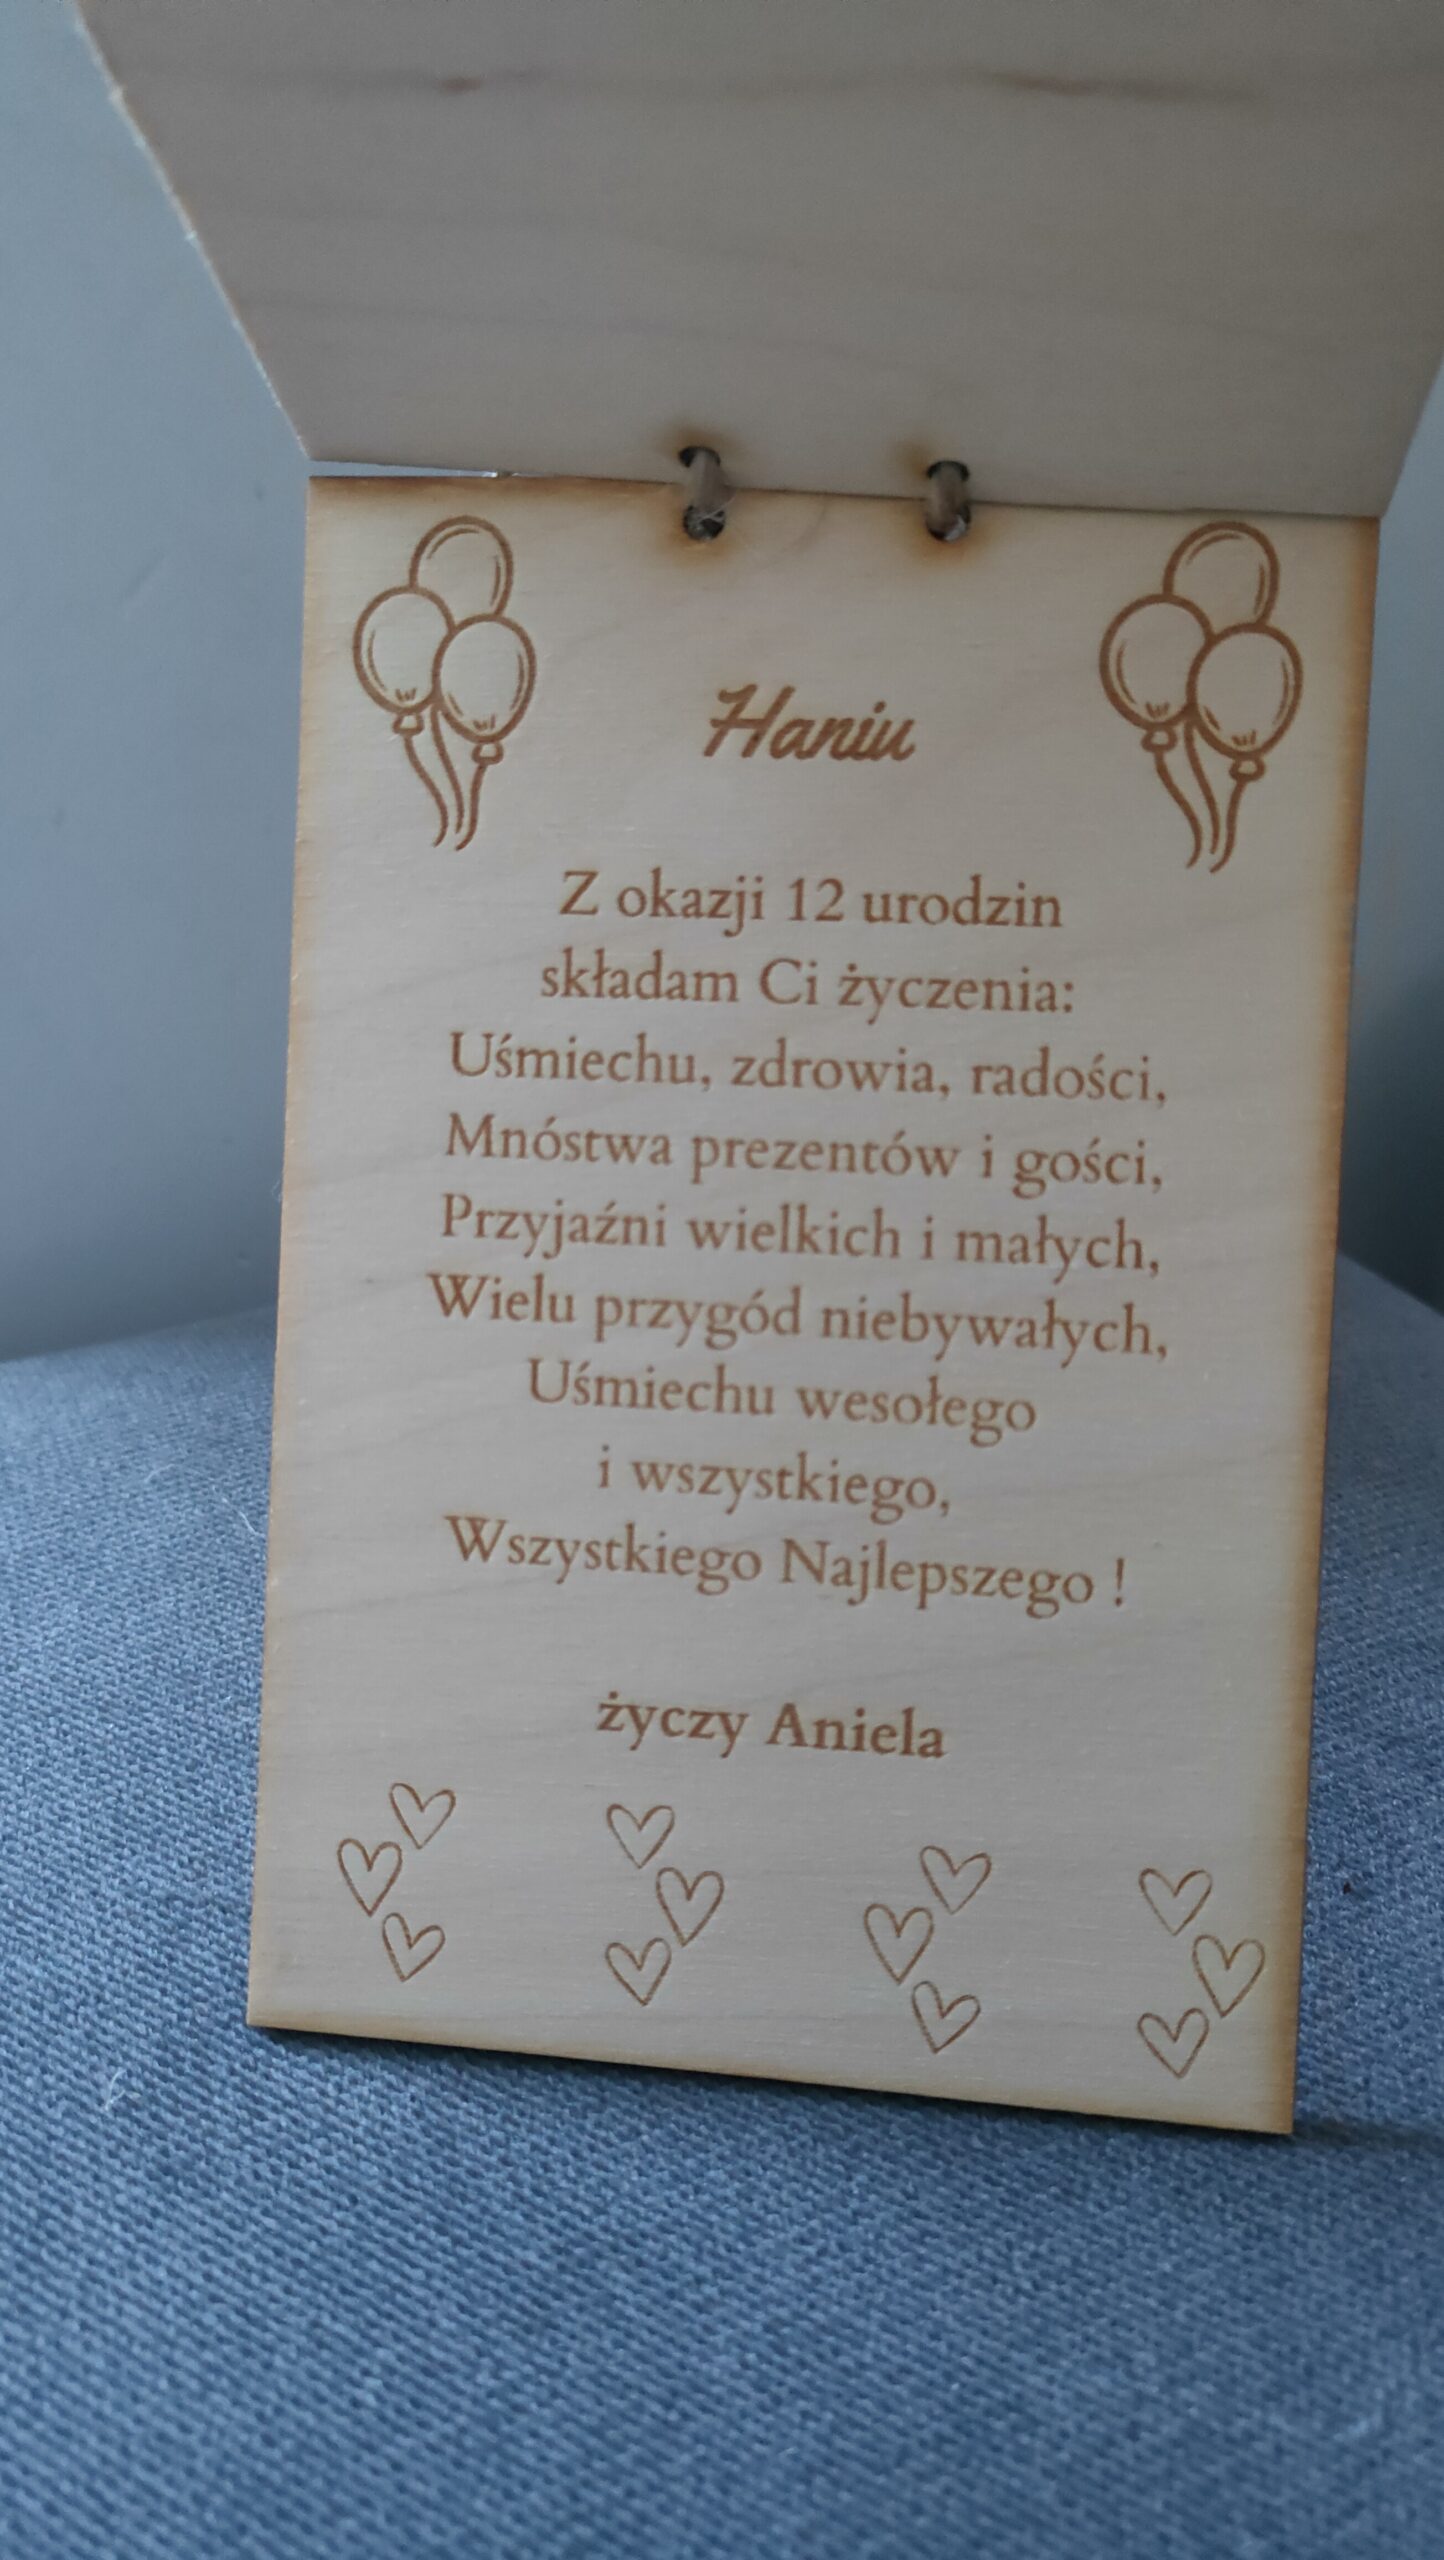 Haniu
Z okazji 12 urodzin
składam Ci życzenia:
Uśmiechu, zdrowia, radości,
Mnóstwa prezentów i gości,
Przyjaźni wielkich i małych,
Wielu przygód niebywałych,
Uśmiechu wesołego
i wszystkiego,
Wszystkiego Najlepszego !
życzy Aniela